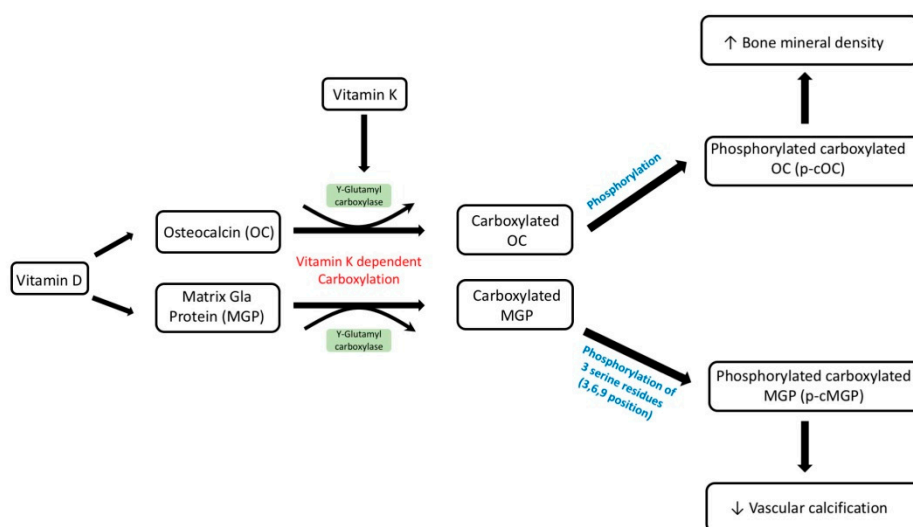 ↑ Bone mineral density
Vitamin K
Phosphorylated carboxylated
OC (p-cOC)
Phosphorylation
Y-Glutamyl
carboxylase
Osteocalcin (OC)
Carboxylated
OC
Vitamin K dependent
Carboxylation
Vitamin D
Matrix Gla
Protein (MGP)
Carboxylated
MGP
Y-Glutamyl
carboxylase
Phosphorylation of
3 serine residues
(3,6,9 position)
Phosphorylated carboxylated
MGP (p-cMGP)
↓ Vascular calcification